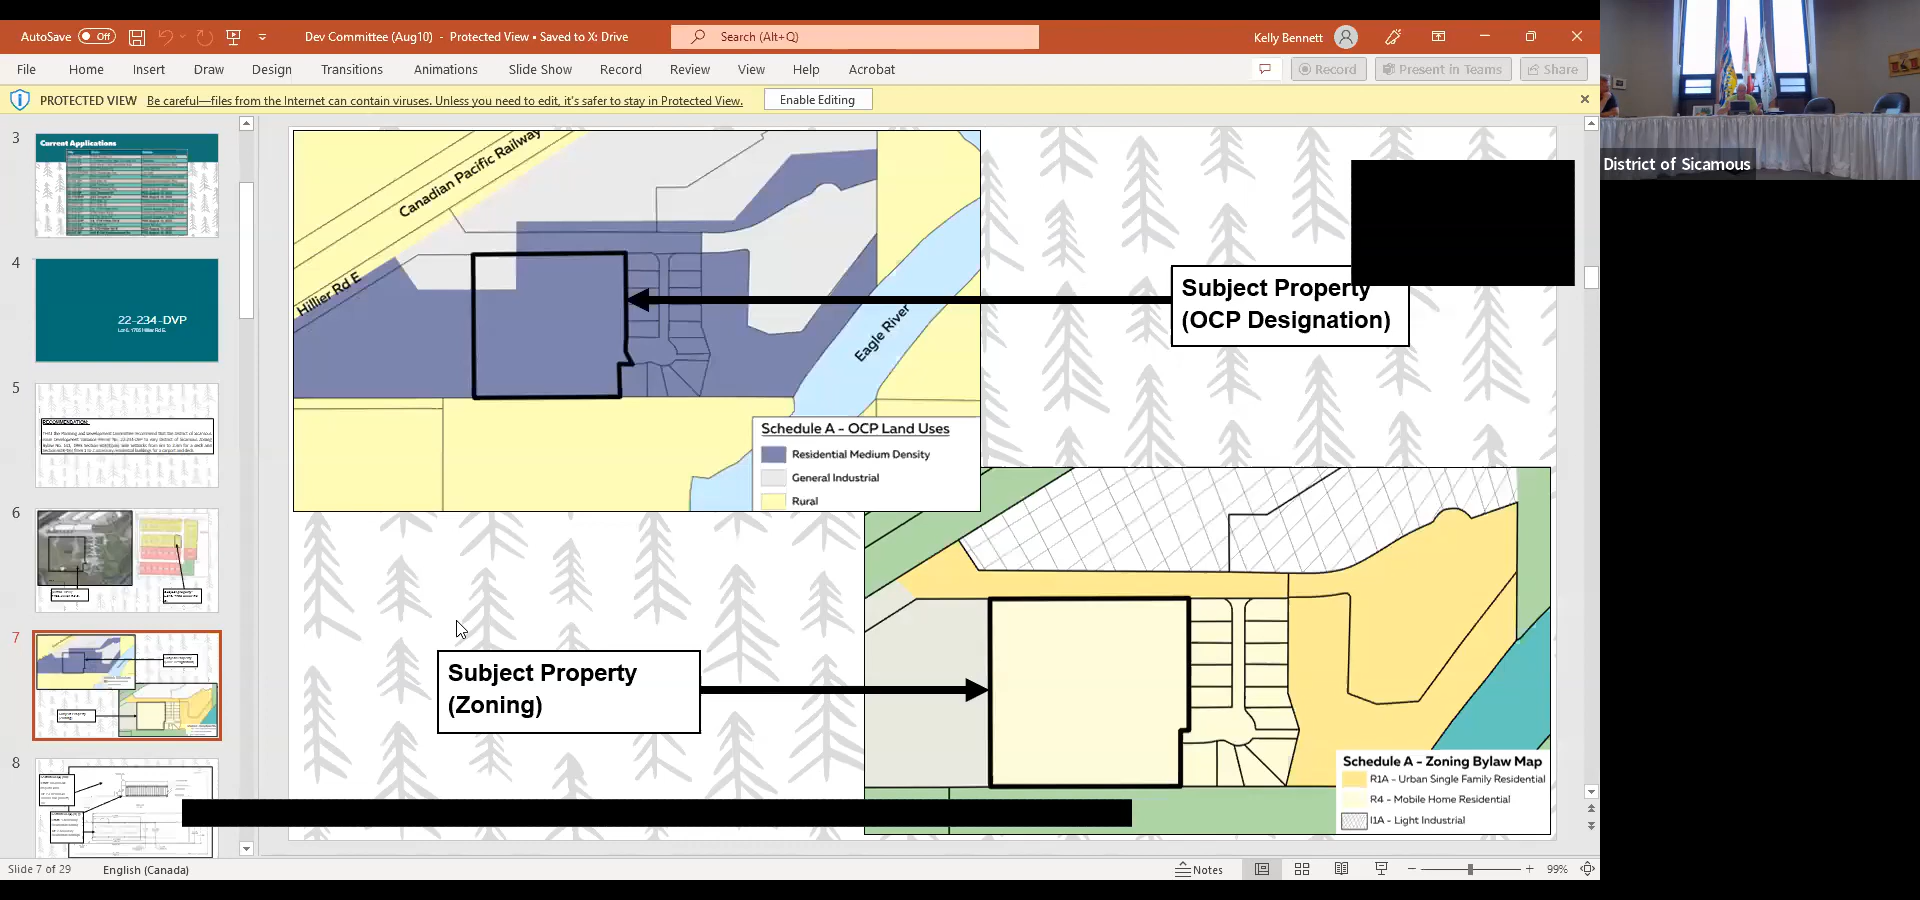 AutoSave Off
Dev Committee (Aug10) - Protected View • Saved to X: Drive
Search (Alt+Q)
Kelly Bennett
File Home Insert Draw Design Transitions Animations Slide Show Record Review View Help Acrobat
Record Present in Teams Share
PROTECTED VIEW Be careful—files from the Internet can contain viruses. Unless you need to edit, it's safer to stay in Protected View. Enable Editing
District of Sicamous
3
Current Applications
4
22-234-DVP
5
RECOMMENDATION:
6
7
8
Canadian Pacific Railway
Hillier Rd E
Eagle River
Schedule A - OCP Land Uses
Residential Medium Density
General Industrial
Rural
Subject Property
(OCP Designation)
Subject Property
(Zoning)
Schedule A - Zoning Bylaw Map
R1A - Urban Single Family Residential
R4 - Mobile Home Residential
I1A - Light Industrial
Slide 7 of 29
English (Canada)
Notes
99%